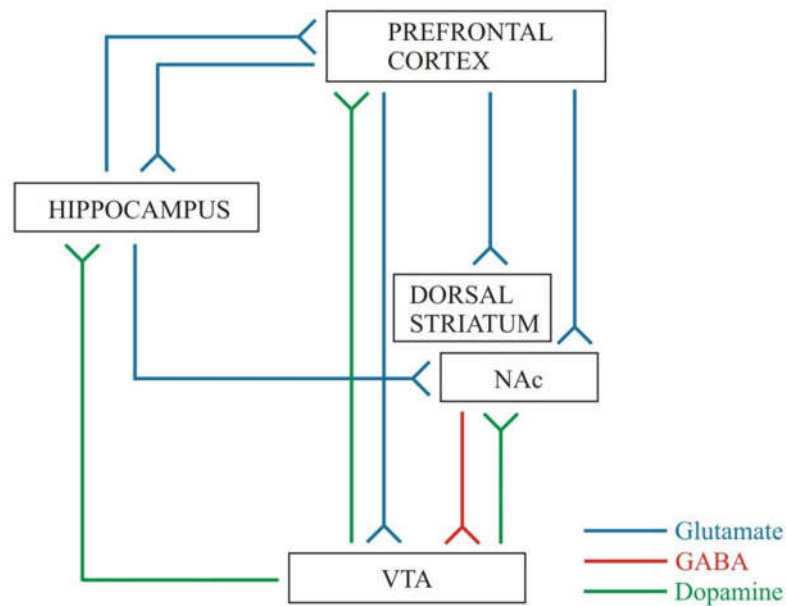 PREFRONTAL
CORTEX
HIPPOCAMPUS
DORSAL
STRIATUM
NAc
VTA
Glutamate
GABA
Dopamine